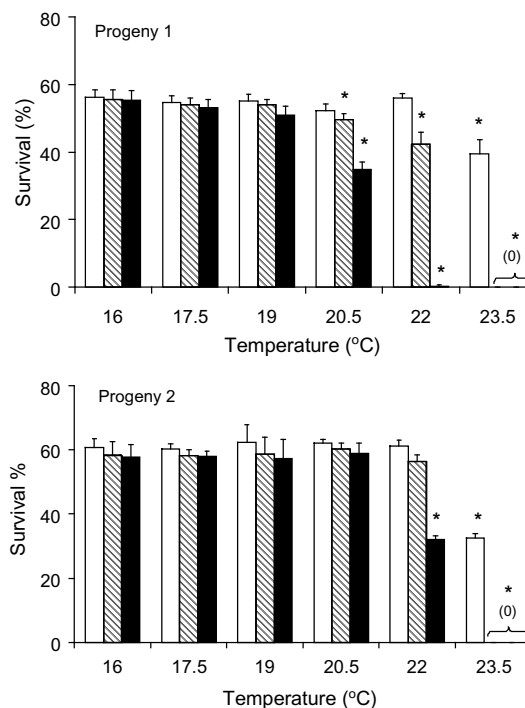 Progeny 1
Survival (%)
80
60
40
20
0
* * * * * *
(0)
16 17.5 19 20.5 22 23.5
Temperature (°C)
Progeny 2
Survival %
80
60
40
20
0
* * *
(0)
16 17.5 19 20.5 22 23.5
Temperature (°C)